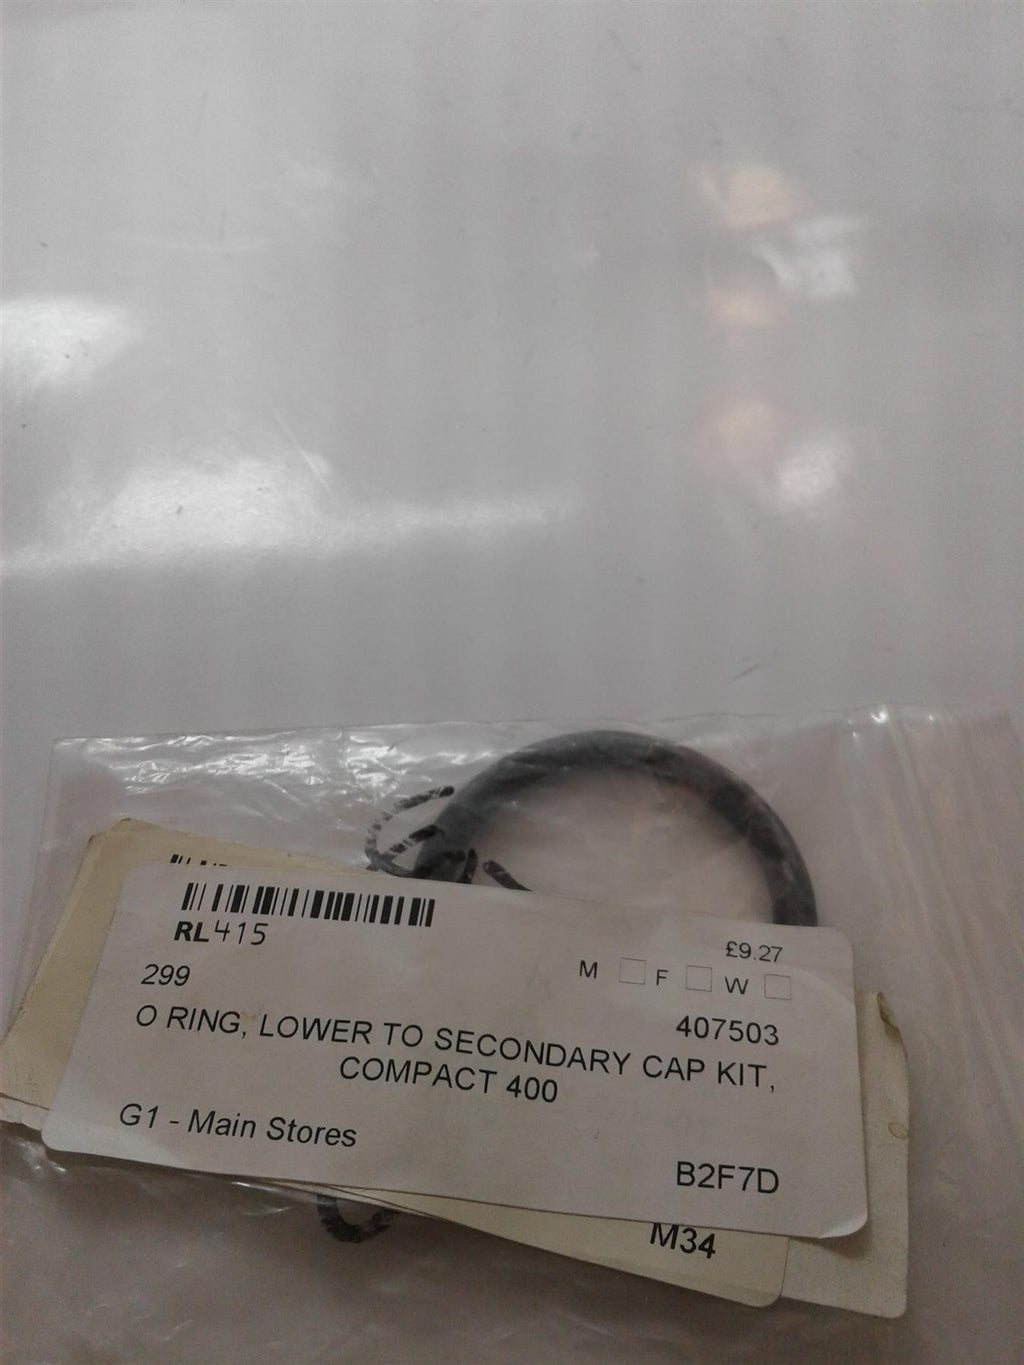 RL415
£9.27
299
M F W
407503
O RING, LOWER TO SECONDARY CAP KIT,
COMPACT 400
G1 - Main Stores
B2F7D
M34